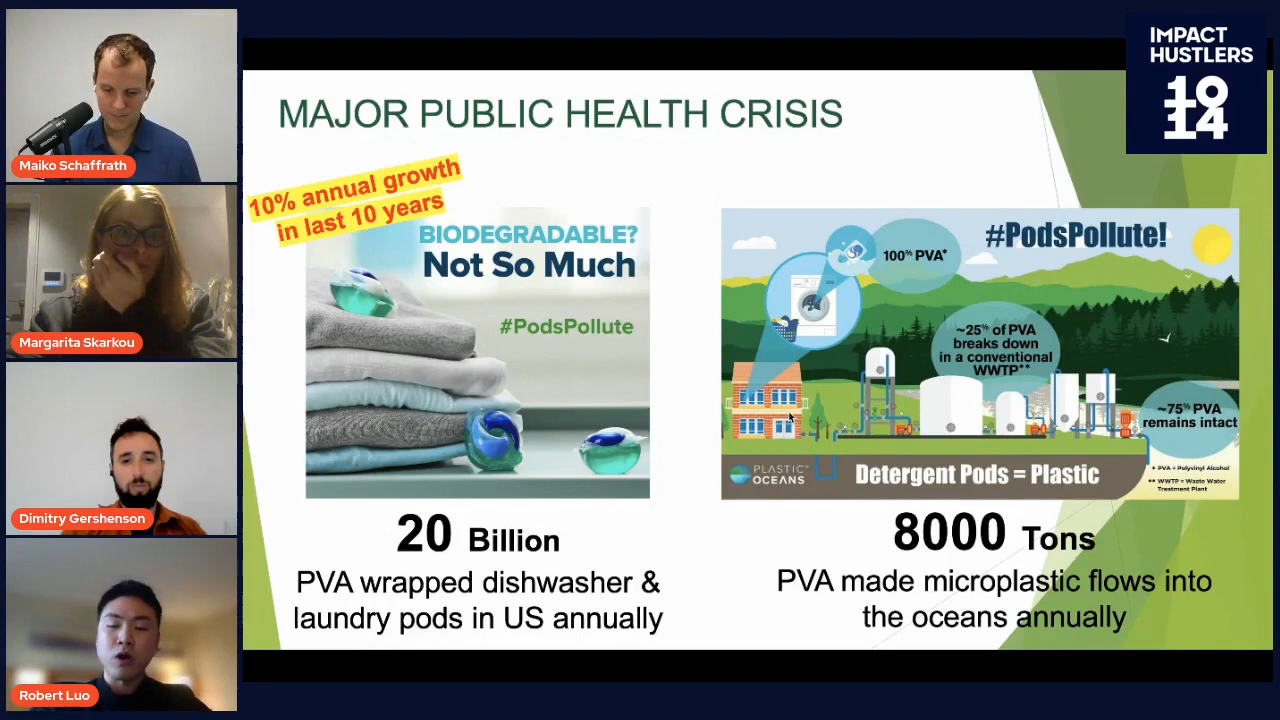 IMPACT
HUSTLERS
Maiko Schaffrath
Margarita Skarkou
Dimitry Gershenson
Robert Luo
MAJOR PUBLIC HEALTH CRISIS
10% annual growth
in last 10 years
BIODEGRADABLE?
Not So Much
#PodsPollute
20 Billion
PVA wrapped dishwasher &
laundry pods in US annually
#PodsPollute!
100% PVA*
~25% of PVA
breaks down
in a conventional
WWTP**
~75% PVA
remains intact
PLASTIC
OCEANS
Detergent Pods = Plastic
* PVA = Polyvinyl Alcohol
** WWTP = Waste Water
Treatment Plant
8000 Tons
PVA made microplastic flows into
the oceans annually